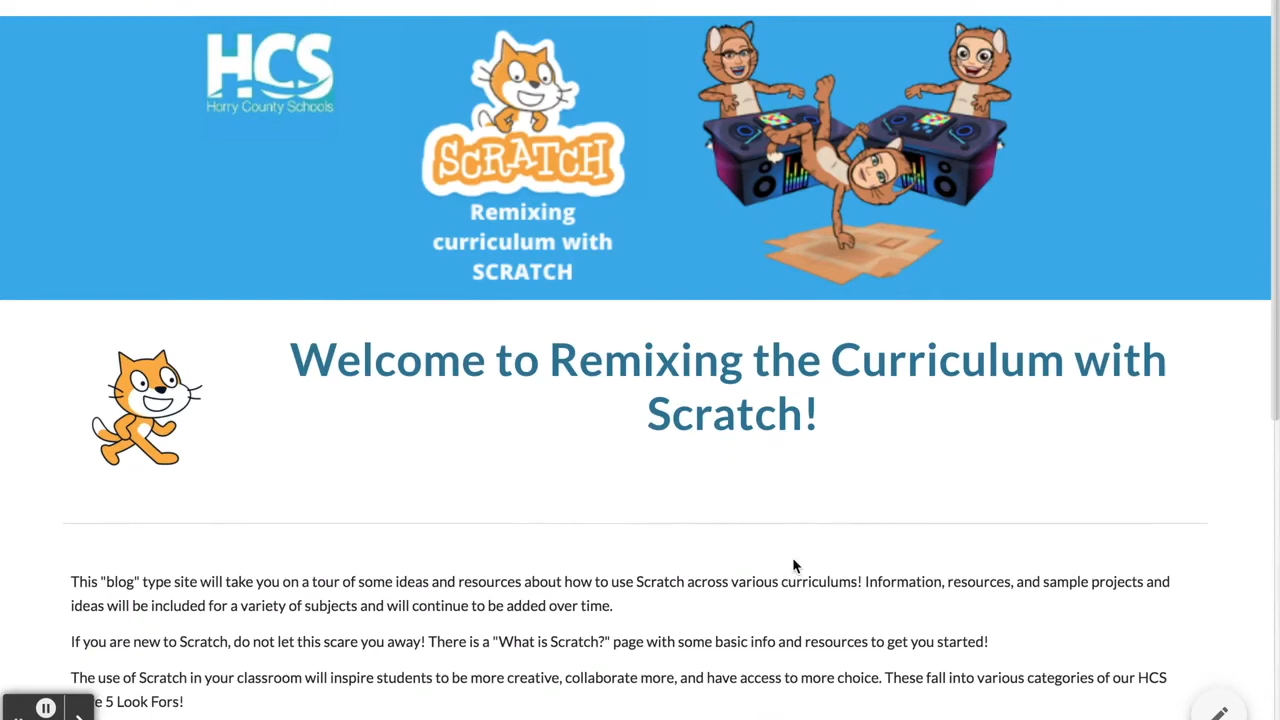 HCS
Horry County Schools
SCRATCH
Remixing
curriculum with
SCRATCH
Welcome to Remixing the Curriculum with
Scratch!
This "blog" type site will take you on a tour of some ideas and resources about how to use Scratch across various curriculums! Information, resources, and sample projects and
ideas will be included for a variety of subjects and will continue to be added over time.
If you are new to Scratch, do not let this scare you away! There is a "What is Scratch?" page with some basic info and resources to get you started!
The use of Scratch in your classroom will inspire students to be more creative, collaborate more, and have access to more choice. These fall into various categories of our HCS
5 Look Fors!